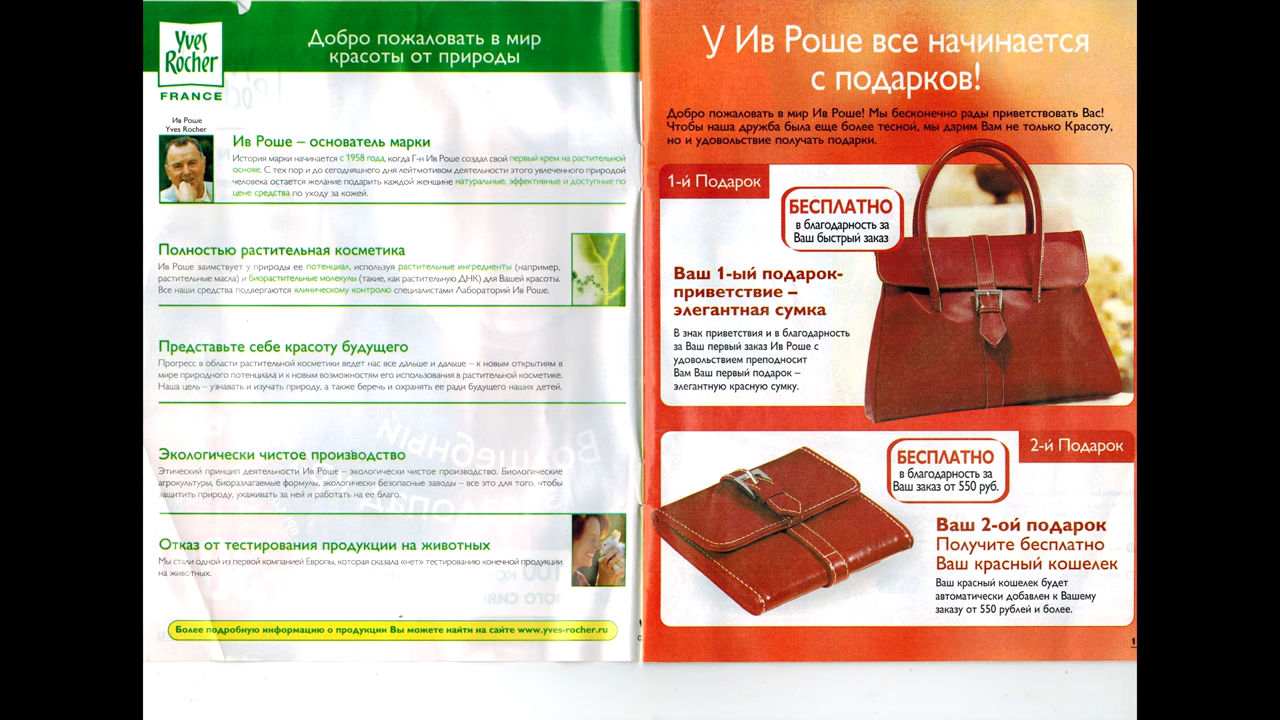 Yves
Rocher
FRANCE
Добро пожаловать в мир
красоты от природы
Ив Роше
Yves Rocher
Ив Роше – основатель марки
История марки начинается с 1958 года, когда Г-н Ив Роше создал свой первый крем на растительной
основе. С тех пор и до сегодняшнего дня лейтмотивом деятельности этого увлеченного природой
человека остается желание подарить каждой женщине натуральные, эффективные и доступные по
цене средства по уходу за кожей.
Полностью растительная косметика
Ив Роше заимствует у природы ее потенциал, используя растительные ингредиенты (например,
растительные масла) и биорастительные молекулы (такие, как растительную ДНК) для Вашей красоты.
Все наши средства подвергаются клиническому контролю специалистами Лабораторий Ив Роше.
Представьте себе красоту будущего
Прогресс в области растительной косметики ведет нас все дальше и дальше – к новым открытиям в
мире природного потенциала и к новым возможностям его использования в растительной косметике.
Наша цель – узнавать и изучать природу, а также беречь и охранять ее ради будущего наших детей.
Экологически чистое производство
Этический принцип деятельности Ив Роше – экологически чистое производство. Биологические
агрокультуры, биоразлагаемые формулы, экологически безопасные заводы – все это для того, чтобы
защитить природу, ухаживать за ней и работать на ее благо.
Отказ от тестирования продукции на животных
Мы стали одной из первой компанией Европы, которая сказала «нет» тестированию конечной продукции
на животных.
Более подробную информацию о продукции Вы можете найти на сайте www.yves-rocher.ru
У Ив Роше все начинается
с подарков!
Добро пожаловать в мир Ив Роше! Мы бесконечно рады приветствовать Вас!
Чтобы наша дружба была еще более тесной, мы дарим Вам не только Красоту,
но и удовольствие получать подарки.
1-й Подарок
БЕСПЛАТНО
в благодарность за
Ваш быстрый заказ
Ваш 1-ый подарок-
приветствие –
элегантная сумка
В знак приветствия и в благодарность
за Ваш первый заказ Ив Роше с
удовольствием преподносит
Вам Ваш первый подарок –
элегантную красную сумку.
2-й Подарок
БЕСПЛАТНО
в благодарность за
Ваш заказ от 550 руб.
Ваш 2-ой подарок
Получите бесплатно
Ваш красный кошелек
Ваш красный кошелек будет
автоматически добавлен к Вашему
заказу от 550 рублей и более.
1